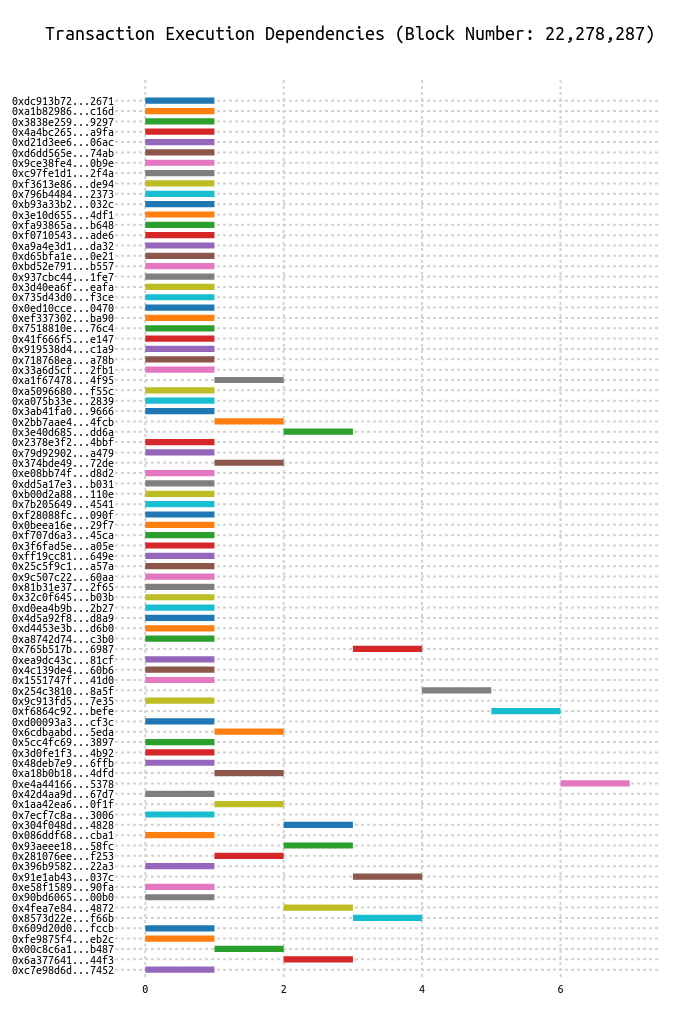 Transaction Execution Dependencies (Block Number: 22,278,287)
0xdc913b72...2671
0xa1b82986...c16d
0x3838e259...9297
0x4a4bc265...a9fa
0xd21d3ee6...06ac
0xd6dd565e...74ab
0x9ce38fe4...0b9e
0xc97fe1d1...2f4a
0xf3613e86...de94
0x796b4484...2373
0xb93a33b2...032c
0x3e10d655...4df1
0xfa93865a...b648
0xf0710543...ade6
0xa9a4e3d1...da32
0xd65bfa1e...0e21
0xbd52e791...b557
0x937cbc44...1fe7
0x3d40ea6f...eafa
0x735d43d0...f3ce
0x0ed10cce...0470
0xef337302...ba90
0x7518810e...76c4
0x41f666f5...e147
0x919538d4...c1a9
0x718768ea...a78b
0x33a6d5cf...2fb1
0xa1f67478...4f95
0xa5096680...f55c
0xa075b33e...2839
0x3ab41fa0...9666
0x2bb7aae4...4fcb
0x3e40d685...dd6a
0x2378e3f2...4bbf
0x79d92902...a479
0x374bde49...72de
0xe08bb74f...d8d2
0xdd5a17e3...b031
0xb00d2a88...110e
0x7b205649...4541
0xf28088fc...090f
0x0beea16e...29f7
0xf707d6a3...45ca
0x3f6fad5e...a05e
0xff19cc81...649e
0x25c5f9c1...a57a
0x9c507c22...60aa
0x81b31e37...2f65
0x32c0f645...b03b
0xd0ea4b9b...2b27
0x4d5a92f8...d8a9
0xd4453e3b...d6b0
0xa8742d74...c3b0
0x765b517b...6987
0xea9dc43c...81cf
0x4c139de4...60b6
0x1551747f...41d0
0x254c3810...8a5f
0x9c913fd5...7e35
0xf6864c92...befe
0xd00093a3...cf3c
0x6cdbaabd...5eda
0x5cc4fc69...3897
0x3d0fe1f3...4b92
0x48deb7e9...6ffb
0xa18b0b18...4dfd
0xe4a44166...5378
0x42d4aa9d...67d7
0x1aa42ea6...0f1f
0x7ecf7c8a...3006
0x304f048d...4828
0x086ddf68...cba1
0x93aeee18...58fc
0x281076ee...f253
0x396b9582...22a3
0x91e1ab43...037c
0xe58f1589...90fa
0x90bd6065...00b0
0x4fea7e84...4872
0x8573d22e...f66b
0x609d20d0...fccb
0xfe9875f4...eb2c
0x00c8c6a1...b487
0x6a377641...44f3
0xc7e98d6d...7452
0 2 4 6